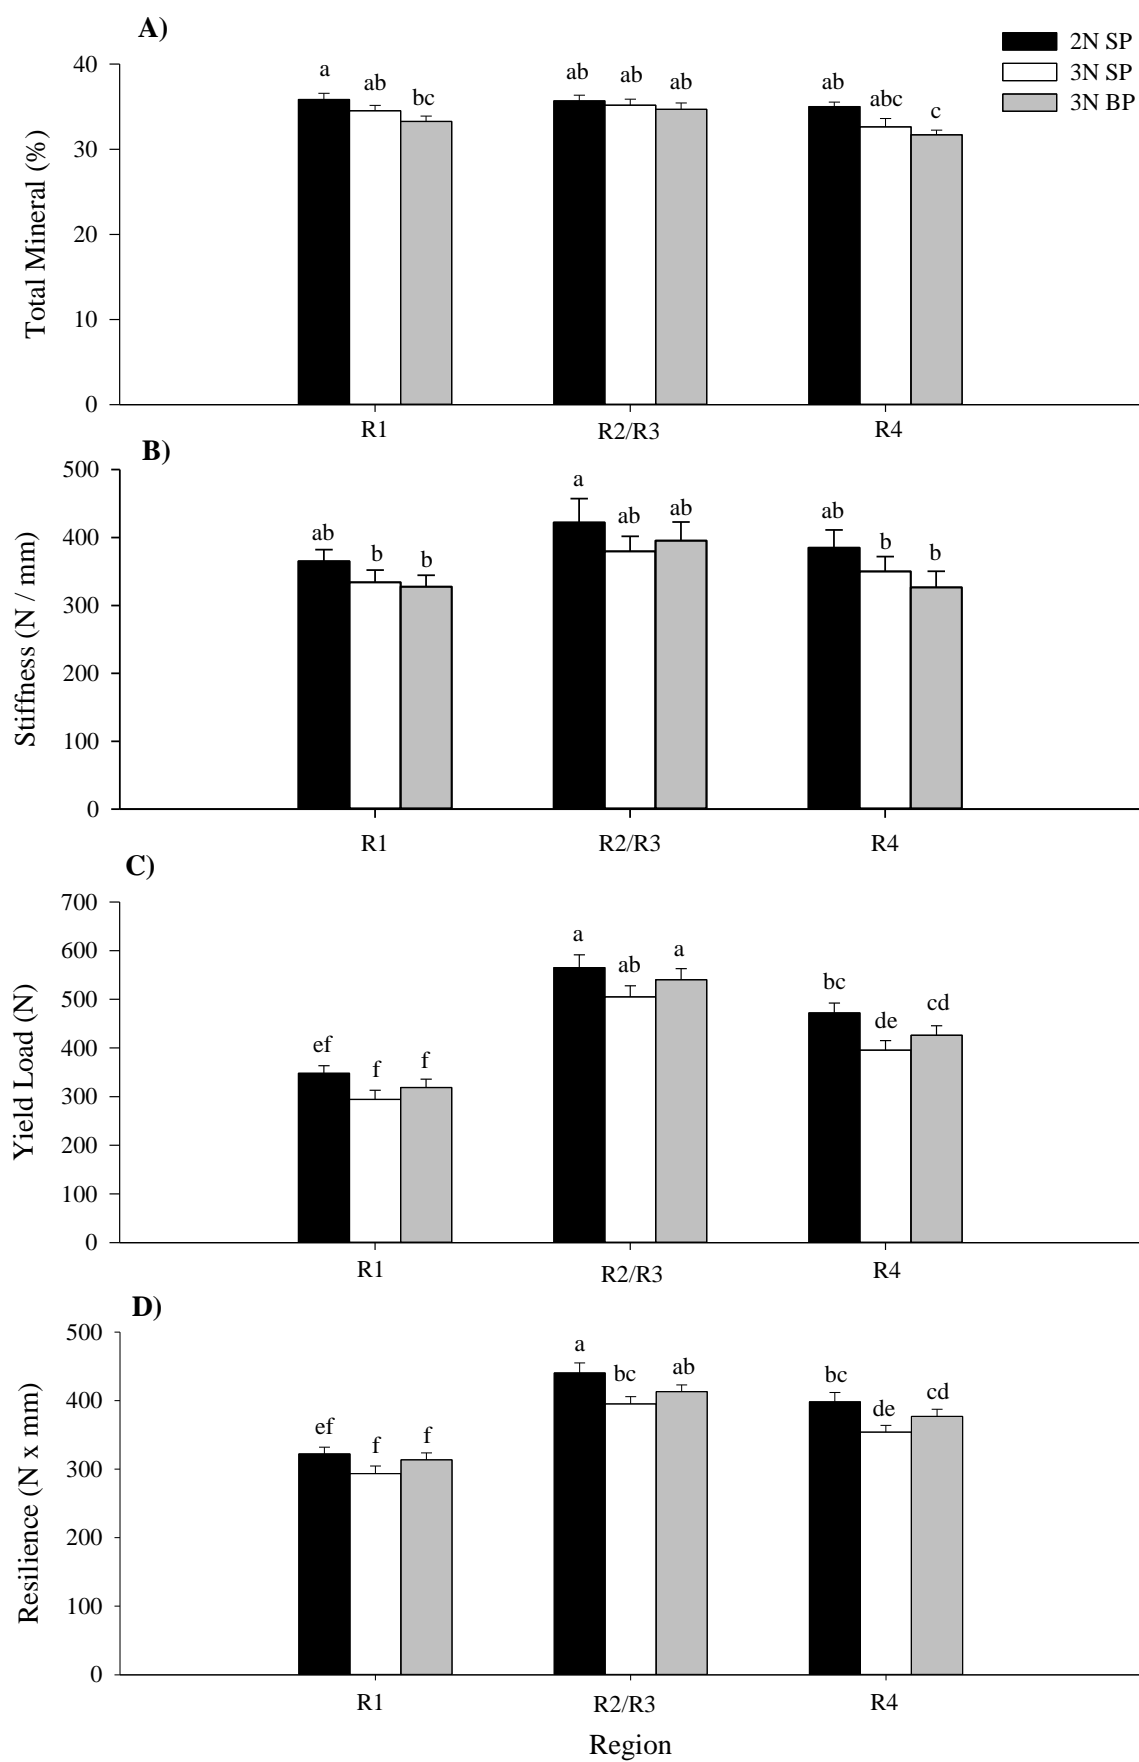 A)
2N SP
3N SP
3N BP
Total Mineral (%)
40
30
20
10
0
a
ab
bc
ab
ab
ab
ab
abc
c
R1
R2/R3
R4
B)
Stiffness (N / mm)
500
400
300
200
100
0
ab
b
b
a
ab
ab
ab
b
b
R1
R2/R3
R4
C)
Yield Load (N)
700
600
500
400
300
200
100
0
ef
f
f
a
ab
a
bc
de
cd
R1
R2/R3
R4
D)
Resilience (N x mm)
500
400
300
200
100
0
ef
f
f
a
bc
ab
bc
de
cd
R1
R2/R3
R4
Region